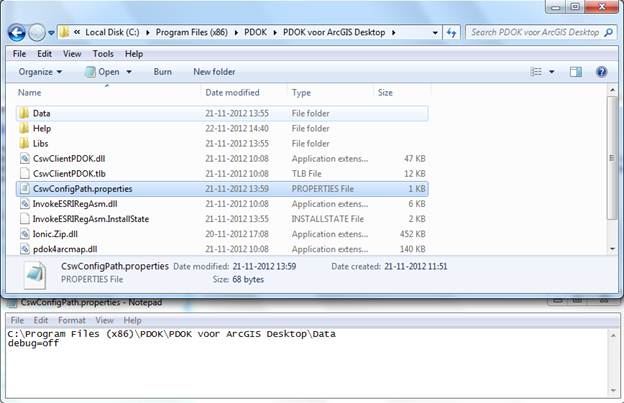 « Local Disk (C:) ▸ Program Files (x86) ▸ PDOK ▸ PDOK voor ArcGIS Desktop ▸ Search PDOK voor ArcGIS Desktop
File Edit View Tools Help
Organize Open Burn New folder
Name Date modified Type Size
Data 21-11-2012 13:55 File folder
Help 22-11-2012 14:40 File folder
Libs 21-11-2012 13:55 File folder
CswClientPDOK.dll 21-11-2012 10:08 Application extens... 47 KB
CswClientPDOK.tlb 21-11-2012 10:08 TLB File 12 KB
CswConfigPath.properties 21-11-2012 13:59 PROPERTIES File 1 KB
InvokeESRIRegAsm.dll 21-11-2012 10:08 Application extens... 6 KB
InvokeESRIRegAsm.InstallState 21-11-2012 13:55 INSTALLSTATE File 2 KB
Ionic.Zip.dll 20-11-2012 17:08 Application extens... 452 KB
pdok4arcmap.dll 21-11-2012 10:08 Application extens... 140 KB
CswConfigPath.properties Date modified: 21-11-2012 13:59 Date created: 21-11-2012 11:51
PROPERTIES File Size: 68 bytes
CswConfigPath.properties - Notepad
File Edit Format View Help
C:\Program Files (x86)\PDOK\PDOK voor ArcGIS Desktop\Data
debug=off